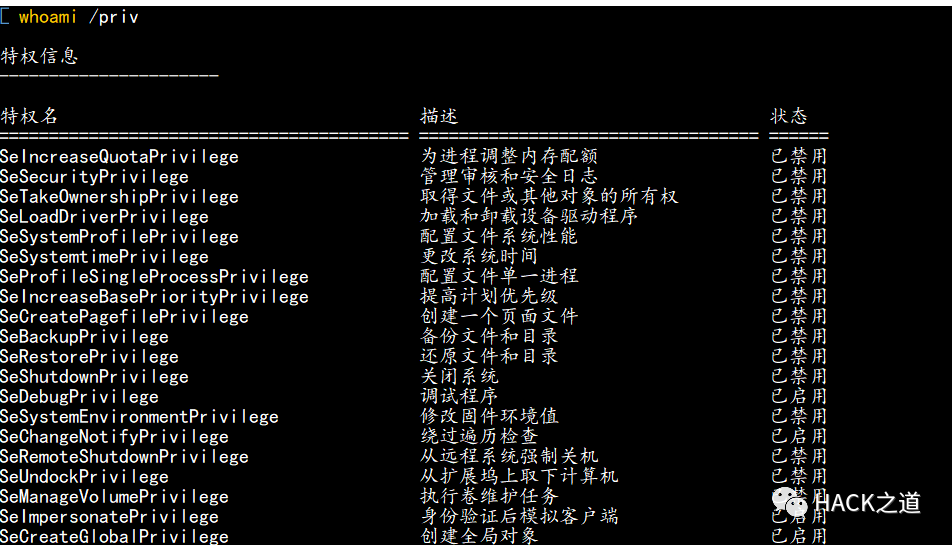 [ whoami /priv
特权信息
----------------------
特权名 描述 状态
========================================= ================================== ======
SeIncreaseQuotaPrivilege 为进程调整内存配额 已禁用
SeSecurityPrivilege 管理审核和安全日志 已禁用
SeTakeOwnershipPrivilege 取得文件或其他对象的所有权 已禁用
SeLoadDriverPrivilege 加载和卸载设备驱动程序 已禁用
SeSystemProfilePrivilege 配置文件系统性能 已禁用
SeSystemtimePrivilege 更改系统时间 已禁用
SeProfileSingleProcessPrivilege 配置文件单一进程 已禁用
SeIncreaseBasePriorityPrivilege 提高计划优先级 已禁用
SeCreatePagefilePrivilege 创建一个页面文件 已禁用
SeBackupPrivilege 备份文件和目录 已禁用
SeRestorePrivilege 还原文件和目录 已禁用
SeShutdownPrivilege 关闭系统 已禁用
SeDebugPrivilege 调试程序 已启用
SeSystemEnvironmentPrivilege 修改固件环境值 已禁用
SeChangeNotifyPrivilege 绕过遍历检查 已启用
SeRemoteShutdownPrivilege 从远程系统强制关机 已禁用
SeUndockPrivilege 从扩展坞上取下计算机 已禁用
SeManageVolumePrivilege 执行卷维护任务 已禁用
HACK之道
SeImpersonatePrivilege 身份验证后模拟客户端 已启用
SeCreateGlobalPrivilege 创建全局对象 已启用